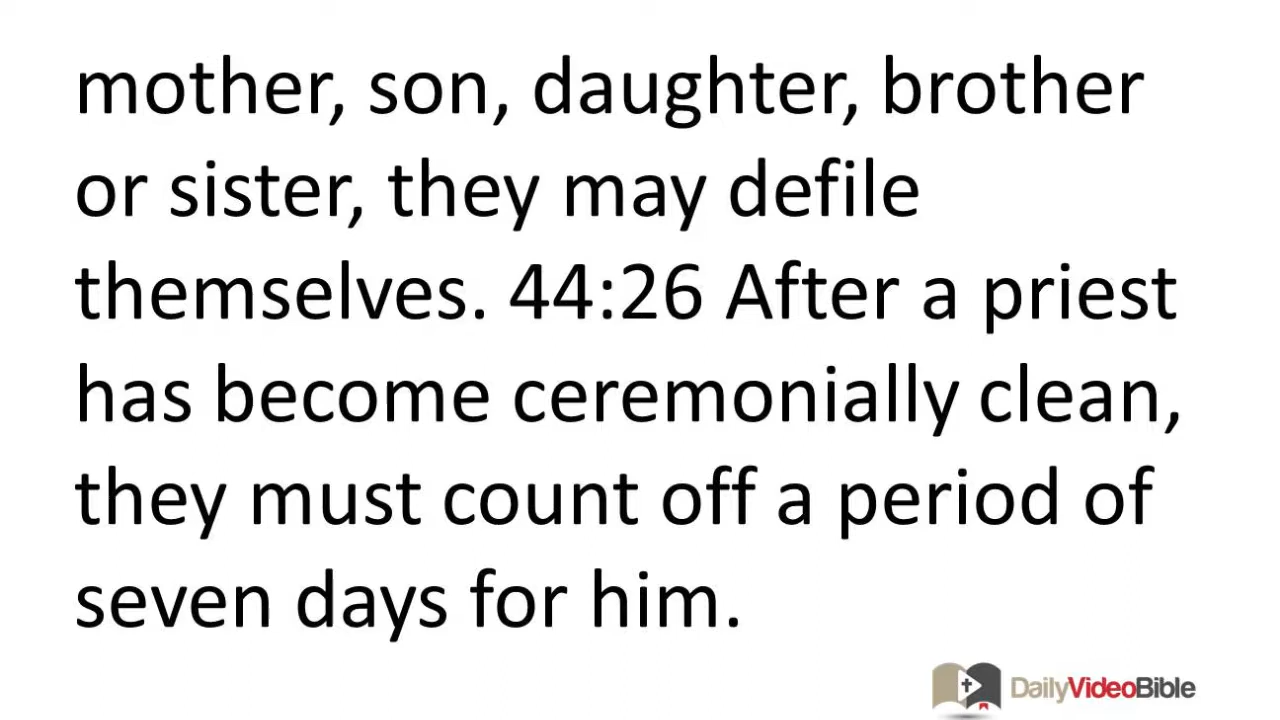 mother, son, daughter, brother
or sister, they may defile
themselves. 44:26 After a priest
has become ceremonially clean,
they must count off a period of
seven days for him.
DailyVideoBible